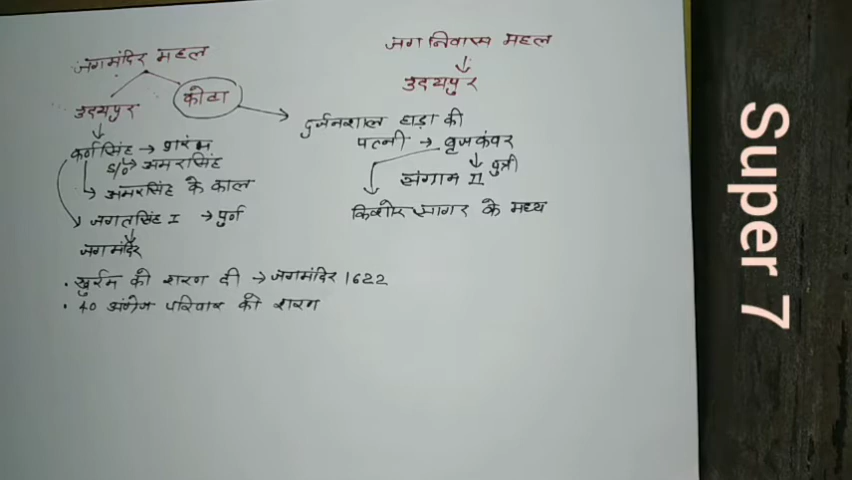 जगमंदिर महल
उदयपुर
कोटा
कर्णसिंह → प्रारंभ
S/o → अमरसिंह
→ अमरसिंह के काल
जगतसिंह I → पुर्ण
जगमंदिर
• खुर्रम को शरण दी → जगमंदिर 1622
• 40 अंग्रेज परिवार को शरण
जग निवास महल
उदयपुर
दुर्जनशाल हाड़ा की
पत्नी → बृजकंवर
पुत्री
संग्राम II
किशोर सागर के मध्य
Super 7